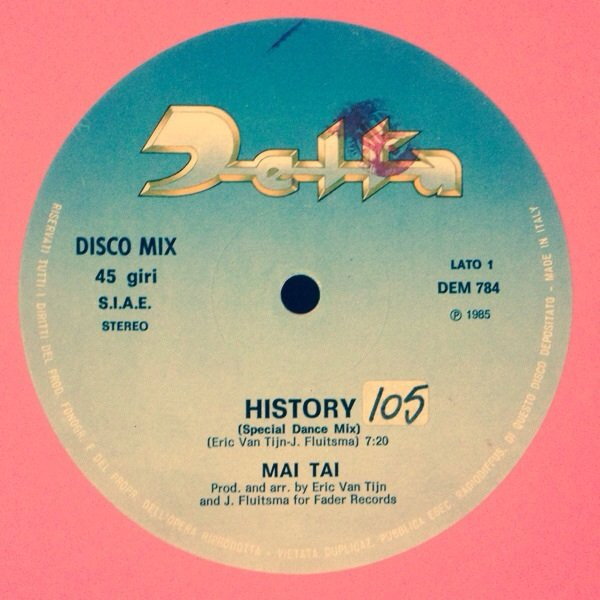 Delta
DISCO MIX
45 giri
S.I.A.E.
STEREO
LATO 1
DEM 784
℗ 1985
HISTORY 105
(Special Dance Mix)
(Eric Van Tijn-J. Fluitsma) 7:20
MAI TAI
Prod. and arr. by Eric Van Tijn
and J. Fluitsma for Fader Records
RISERVATI TUTTI I DIRITTI DEL PROD. FONOGR. E DEL PROPR. DELL'OPERA RIPRODOTTA - VIETATA DUPLICAZ. PUBBLICA ESEC. RADIODIFFUS. DI QUESTO DISCO DEPOSITATO - MADE IN ITALY